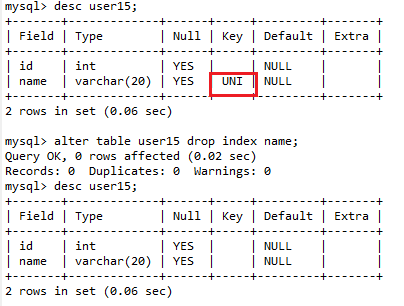 mysql> desc user15;
+-------+-------------+------+-----+---------+-------+
| Field | Type        | Null | Key | Default | Extra |
+-------+-------------+------+-----+---------+-------+
| id    | int         | YES  |     | NULL    |       |
| name  | varchar(20) | YES  | UNI | NULL    |       |
+-------+-------------+------+-----+---------+-------+
2 rows in set (0.06 sec)

mysql> alter table user15 drop index name;
Query OK, 0 rows affected (0.02 sec)
Records: 0  Duplicates: 0  Warnings: 0
mysql> desc user15;
+-------+-------------+------+-----+---------+-------+
| Field | Type        | Null | Key | Default | Extra |
+-------+-------------+------+-----+---------+-------+
| id    | int         | YES  |     | NULL    |       |
| name  | varchar(20) | YES  |     | NULL    |       |
+-------+-------------+------+-----+---------+-------+
2 rows in set (0.06 sec)